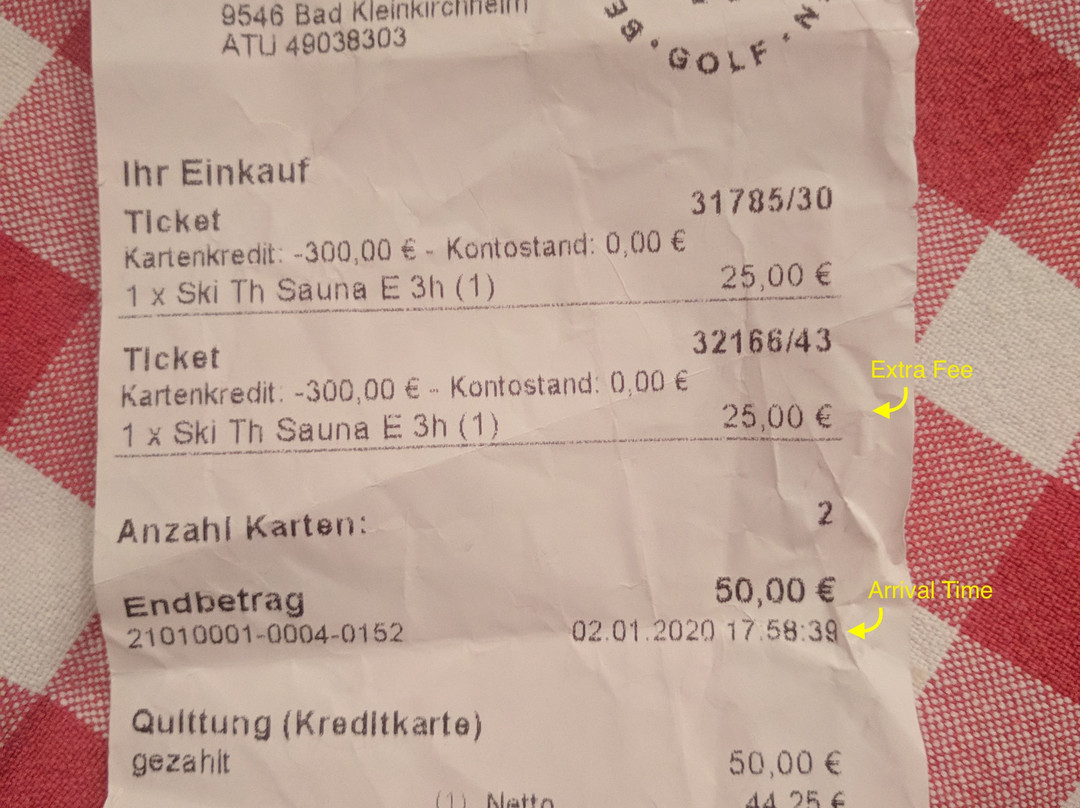 9546 Bad Kleinkirchheim
ATU 49038303
GOLF
Ihr Einkauf
Ticket 31785/30
Kartenkredit: -300,00 € - Kontostand: 0,00 €
1 x Ski Th Sauna E 3h (1) 25,00 €
Ticket 32166/43
Kartenkredit: -300,00 € - Kontostand: 0,00 €
Extra Fee
1 x Ski Th Sauna E 3h (1) 25,00 €
Anzahl Karten: 2
Endbetrag 50,00 €
Arrival Time
21010001-0004-0152 02.01.2020 17:58:39
Quittung (Kreditkarte)
gezahlt 50,00 €
(1) Netto 44,25 €